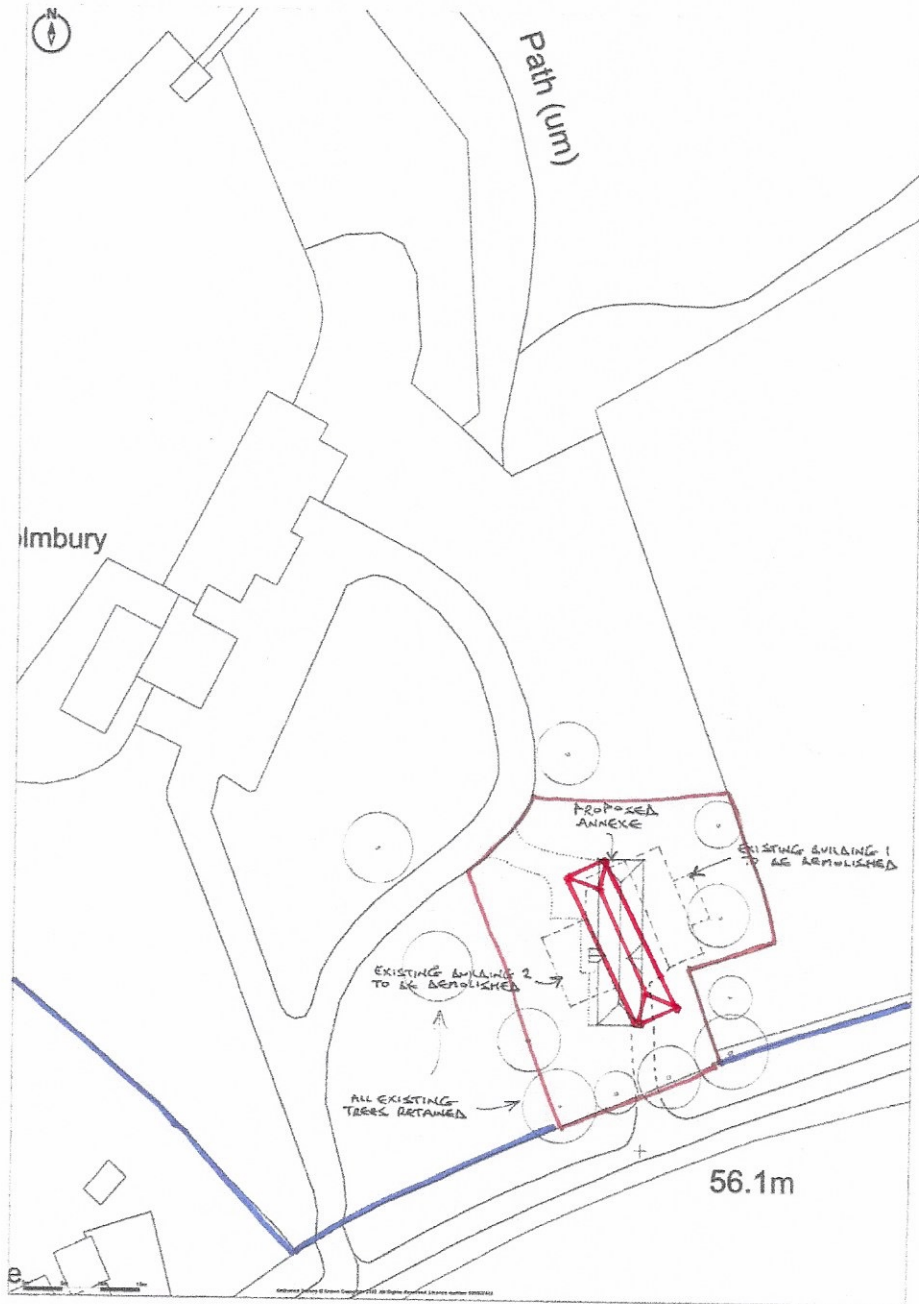 N
Path (um)
olmbury
PROPOSED
ANNEXE
EXISTING BUILDING 1
TO BE DEMOLISHED
EXISTING BUILDING 2
TO BE DEMOLISHED
ALL EXISTING
TREES RETAINED
56.1m
e